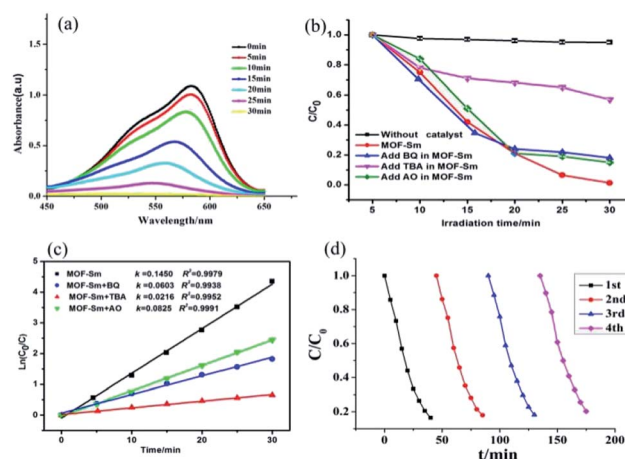 (a)
Absorbance(a.u)
1.5
1.0
0.5
0.0
450 500 550 600 650
Wavelength/nm
0min
5min
10min
15min
20min
25min
30min
(b)
C/C0
1.0
0.8
0.6
0.4
0.2
0.0
5 10 15 20 25 30
Irradiation time/min
Without catalyst
MOF-Sm
Add BQ in MOF-Sm
Add TBA in MOF-Sm
Add AO in MOF-Sm
(c)
Ln(C0/C)
5
4
3
2
1
0
0 10 20 30
Time/min
MOF-Sm k =0.1450 R²=0.9979
MOF-Sm+BQ k =0.0603 R²=0.9938
MOF-Sm+TBA k =0.0216 R²=0.9952
MOF-Sm+AO k =0.0825 R²=0.9991
(d)
C/C0
1.0
0.8
0.6
0.4
0.2
0 50 100 150 200
t/min
1st
2nd
3rd
4th